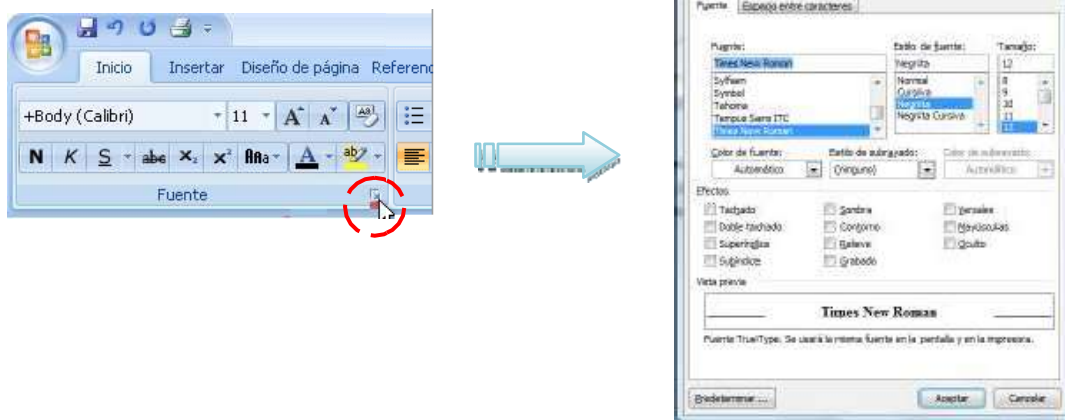 Inicio Insertar Diseño de página Referenc
+Body (Calibri) 11 A A Aa
N K S abc X₂ x² AAa A ab
Fuente
Fuente Espacio entre caracteres
Fuente: Estilo de fuente: Tamaño:
Times New Roman Negrita 12
Sylfaen Normal 8
Symbol Cursiva 9
Tahoma Negrita 10
Tempus Sans ITC Negrita Cursiva 11
Times New Roman 12
Color de fuente: Estilo de subrayado: Color de subrayado:
Automático (ninguno) Automático
Efectos
Tachado Sombra Versales
Doble tachado Contorno Mayúsculas
Superíndice Relieve Oculto
Subíndice Grabado
Vista previa
Times New Roman
Fuente TrueType. Se usará la misma fuente en la pantalla y en la impresora.
Predeterminar ... Aceptar Cancelar